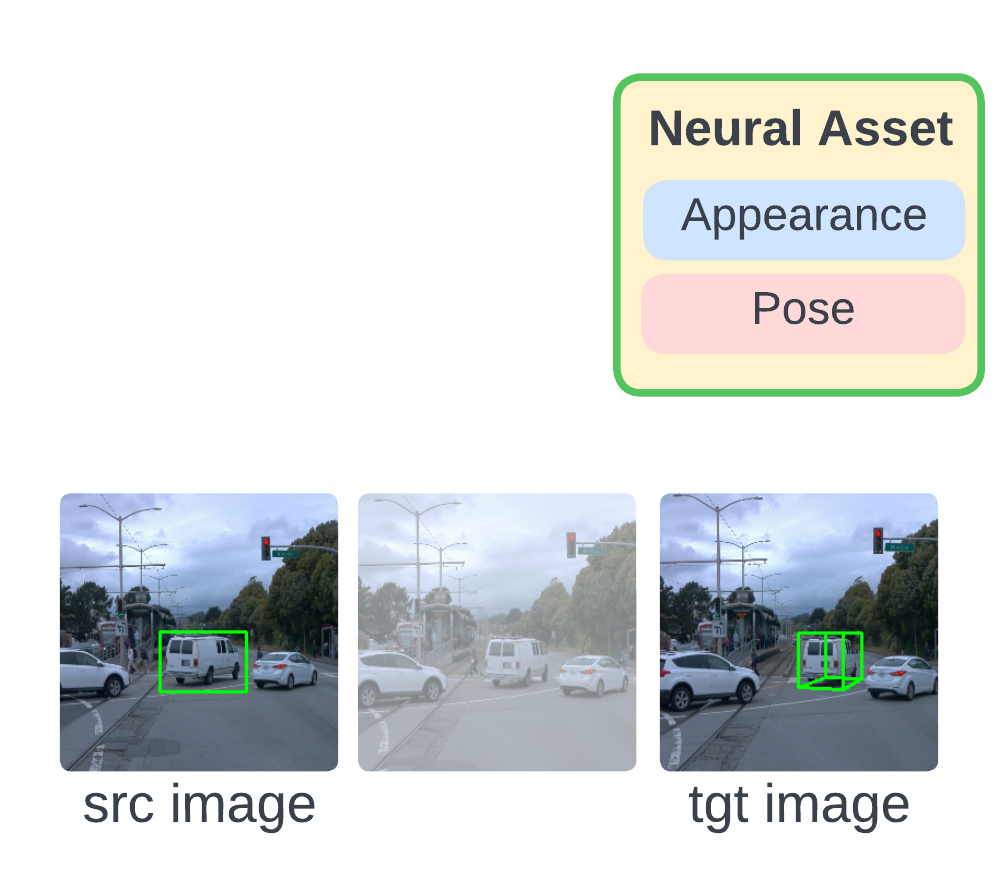 Neural Asset
Appearance
Pose
src image
tgt image